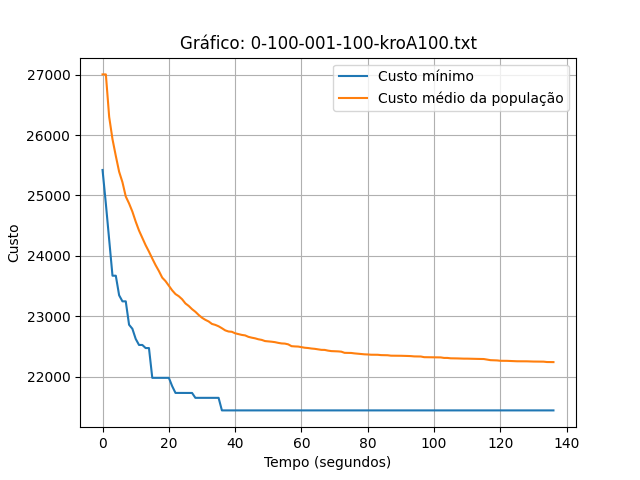 Gráfico: 0-100-001-100-kroA100.txt
Custo mínimo
Custo médio da população
27000
26000
25000
24000
23000
22000
Custo
0 20 40 60 80 100 120 140
Tempo (segundos)